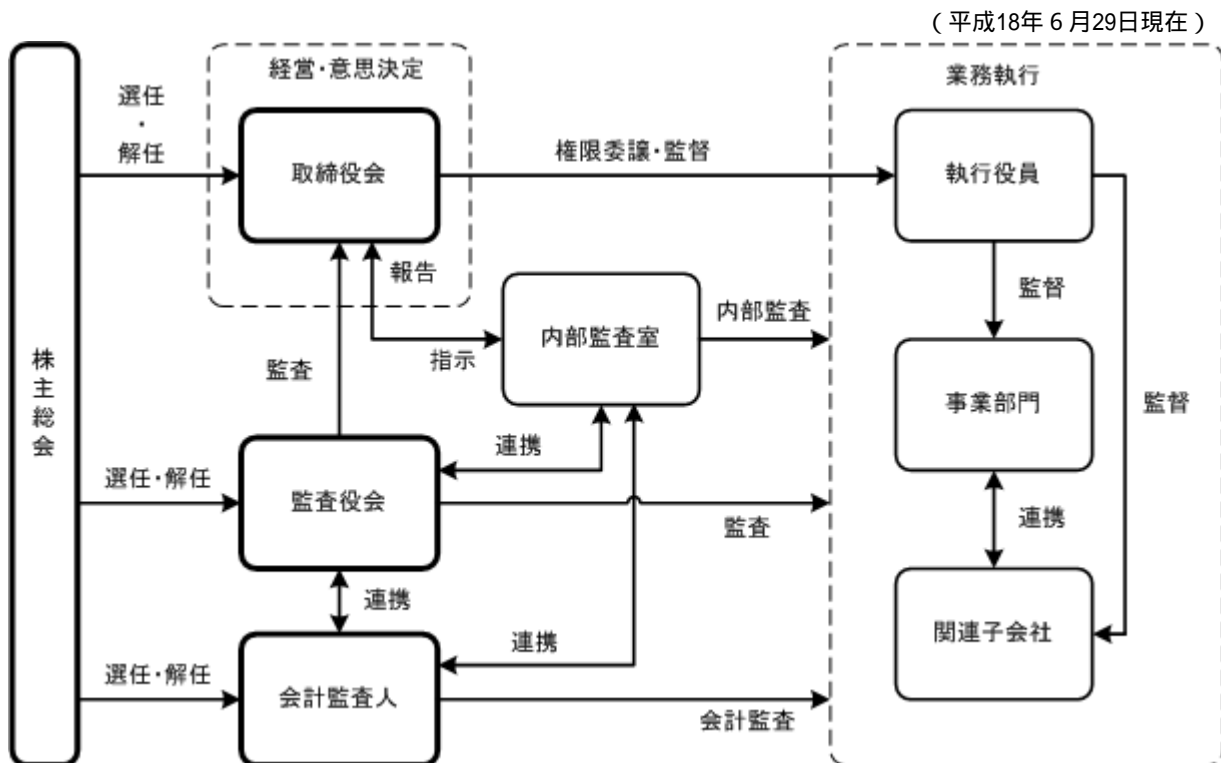 （平成18年６月29日現在）
経営・意思決定
業務執行
選任
・
解任
取締役会
権限委譲・監督
執行役員
報告
監督
内部監査室
内部監査
指示
監査
株主総会
事業部門
監督
連携
選任・解任
監査役会
監査
連携
連携
連携
関連子会社
選任・解任
会計監査人
会計監査